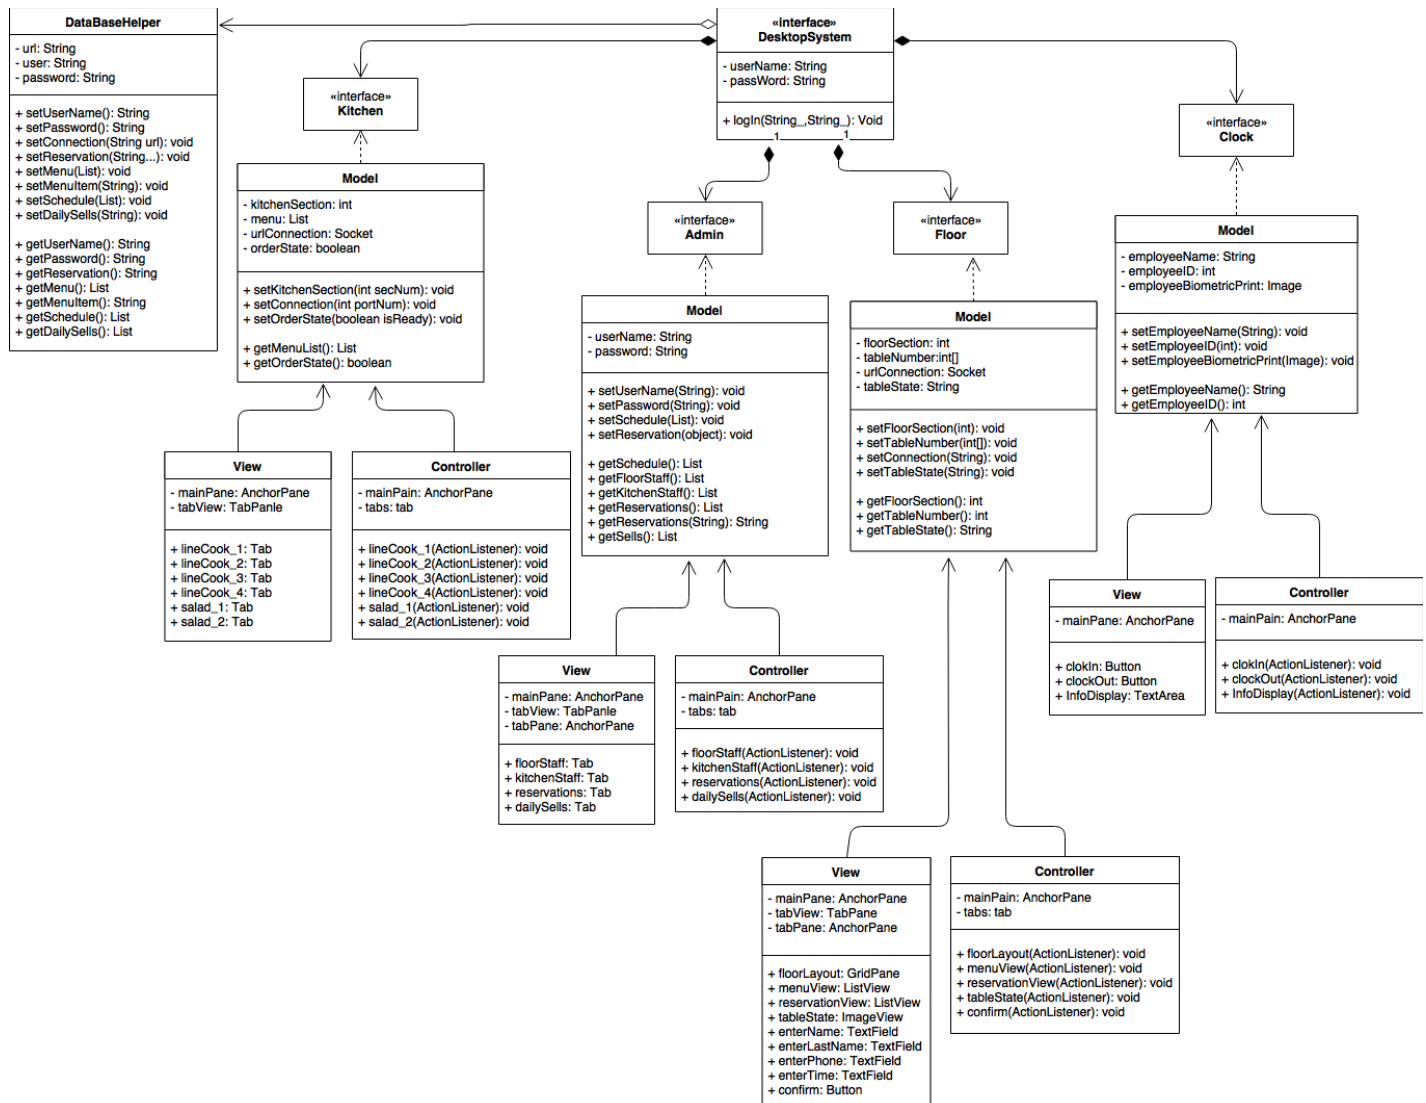 DataBaseHelper
- url: String
- user: String
- password: String
+ setUserName(): String
+ setPassword(): String
+ setConnection(String url): void
+ setReservation(String...): void
+ setMenu(List): void
+ setMenuItem(String): void
+ setSchedule(List): void
+ setDailySells(String): void
+ getUserName(): String
+ getPassword(): String
+ getReservation(): String
+ getMenu(): List
+ getMenuItem(): String
+ getSchedule(): List
+ getDailySells(): List
«interface»
DesktopSystem
- userName: String
- passWord: String
+ logIn(String_,String_): Void
1
1
«interface»
Kitchen
Model
- kitchenSection: int
- menu: List
- urlConnection: Socket
- orderState: boolean
+ setKitchenSection(int secNum): void
+ setConnection(int portNum): void
+ setOrderState(boolean isReady): void
+ getMenuList(): List
+ getOrderState(): boolean
View
- mainPane: AnchorPane
- tabView: TabPanle
+ lineCook_1: Tab
+ lineCook_2: Tab
+ lineCook_3: Tab
+ lineCook_4: Tab
+ salad_1: Tab
+ salad_2: Tab
Controller
- mainPain: AnchorPane
- tabs: tab
+ lineCook_1(ActionListener): void
+ lineCook_2(ActionListener): void
+ lineCook_3(ActionListener): void
+ lineCook_4(ActionListener): void
+ salad_1(ActionListener): void
+ salad_2(ActionListener): void
«interface»
Admin
Model
- userName: String
- password: String
+ setUserName(String): void
+ setPassword(String): void
+ setSchedule(List): void
+ setReservation(object): void
+ getSchedule(): List
+ getFloorStaff(): List
+ getKitchenStaff(): List
+ getReservations(): List
+ getReservations(String): String
+ getSells(): List
View
- mainPane: AnchorPane
- tabView: TabPanle
- tabPane: AnchorPane
+ floorStaff: Tab
+ kitchenStaff: Tab
+ reservations: Tab
+ dailySells: Tab
Controller
- mainPain: AnchorPane
- tabs: tab
+ floorStaff(ActionListener): void
+ kitchenStaff(ActionListener): void
+ reservations(ActionListener): void
+ dailySells(ActionListener): void
«interface»
Floor
Model
- floorSection: int
- tableNumber:int[]
- urlConnection: Socket
- tableState: String
+ setFloorSection(int): void
+ setTableNumber(int[]): void
+ setConnection(String): void
+ setTableState(String): void
+ getFloorSection(): int
+ getTableNumber(): int
+ getTableState(): String
View
- mainPane: AnchorPane
- tabView: TabPane
- tabPane: AnchorPane
+ floorLayout: GridPane
+ menuView: ListView
+ reservationView: ListView
+ tableState: ImageView
+ enterName: TextField
+ enterLastName: TextField
+ enterPhone: TextField
+ enterTime: TextField
+ confirm: Button
Controller
- mainPain: AnchorPane
- tabs: tab
+ floorLayout(ActionListener): void
+ menuView(ActionListener): void
+ reservationView(ActionListener): void
+ tableState(ActionListener): void
+ confirm(ActionListener): void
«interface»
Clock
Model
- employeeName: String
- employeeID: int
- employeeBiometricPrint: Image
+ setEmployeeName(String): void
+ setEmployeeID(int): void
+ setEmployeeBiometricPrint(Image): void
+ getEmployeeName(): String
+ getEmployeeID(): int
View
- mainPane: AnchorPane
+ clokIn: Button
+ clockOut: Button
+ InfoDisplay: TextArea
Controller
- mainPain: AnchorPane
+ clokIn(ActionListener): void
+ clockOut(ActionListener): void
+ InfoDisplay(ActionListener): void